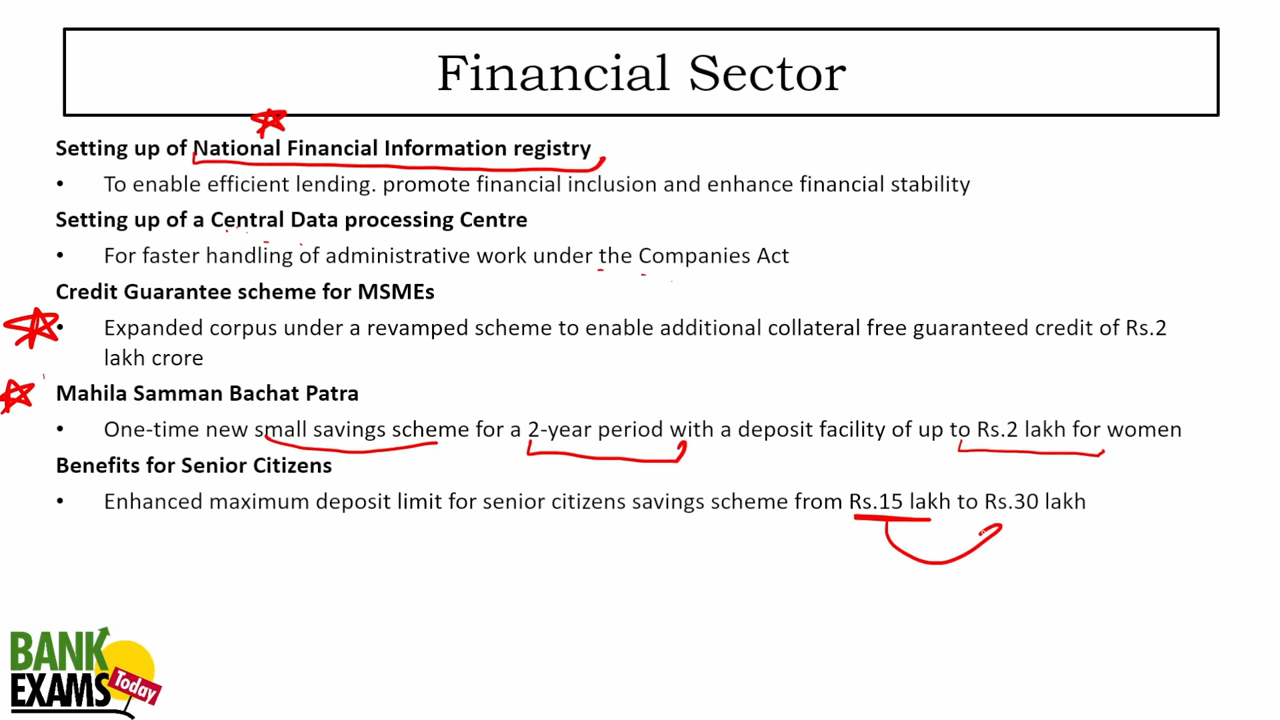 Financial Sector
Setting up of National Financial Information registry
• To enable efficient lending. promote financial inclusion and enhance financial stability
Setting up of a Central Data processing Centre
• For faster handling of administrative work under the Companies Act
Credit Guarantee scheme for MSMEs
• Expanded corpus under a revamped scheme to enable additional collateral free guaranteed credit of Rs.2
lakh crore
Mahila Samman Bachat Patra
• One-time new small savings scheme for a 2-year period with a deposit facility of up to Rs.2 lakh for women
Benefits for Senior Citizens
• Enhanced maximum deposit limit for senior citizens savings scheme from Rs.15 lakh to Rs.30 lakh
BANK
EXAMS Today